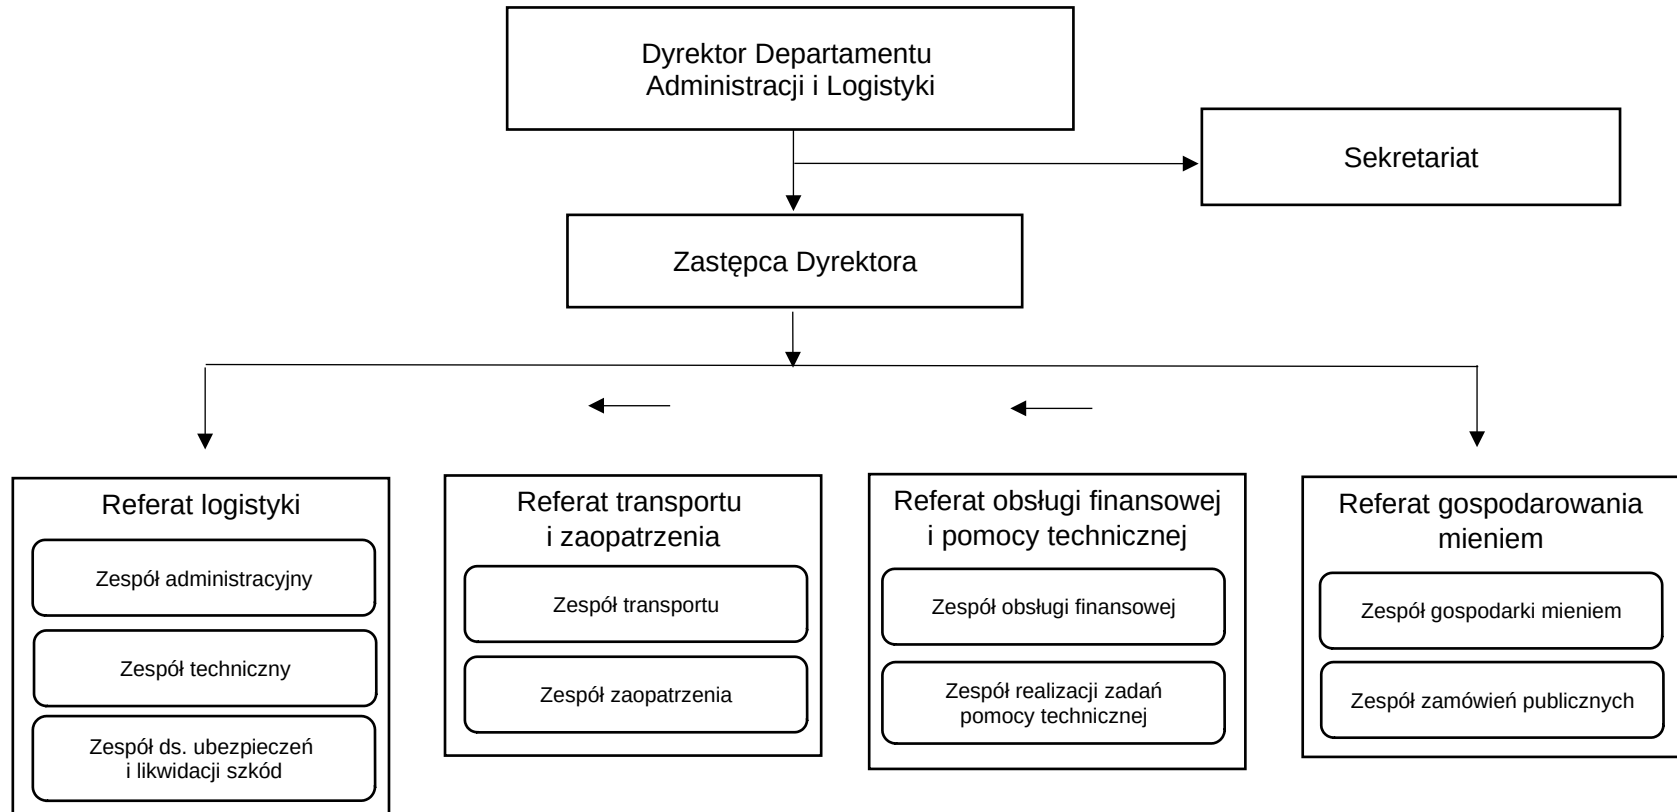 Dyrektor Departamentu
Administracji i Logistyki
Sekretariat
Zastępca Dyrektora
Referat logistyki
Zespół administracyjny
Zespół techniczny
Zespół ds. ubezpieczeń
i likwidacji szkód
Referat transportu
i zaopatrzenia
Zespół transportu
Zespół zaopatrzenia
Referat obsługi finansowej
i pomocy technicznej
Zespół obsługi finansowej
Zespół realizacji zadań
pomocy technicznej
Referat gospodarowania
mieniem
Zespół gospodarki mieniem
Zespół zamówień publicznych